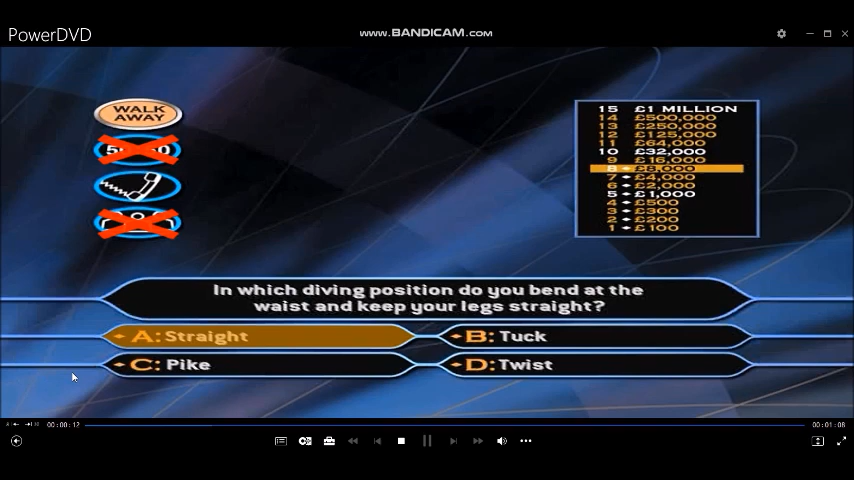 PowerDVD
www.BANDICAM.com
WALK
AWAY
15 £1 MILLION
14 £500,000
13 £250,000
12 £125,000
11 £64,000
10 £32,000
9 £16,000
8 £8,000
7 £4,000
6 £2,000
5 £1,000
4 £500
3 £300
2 £200
1 £100
In which diving position do you bend at the
waist and keep your legs straight?
A: Straight
B: Tuck
C: Pike
D: Twist
00:00:12
00:01:08